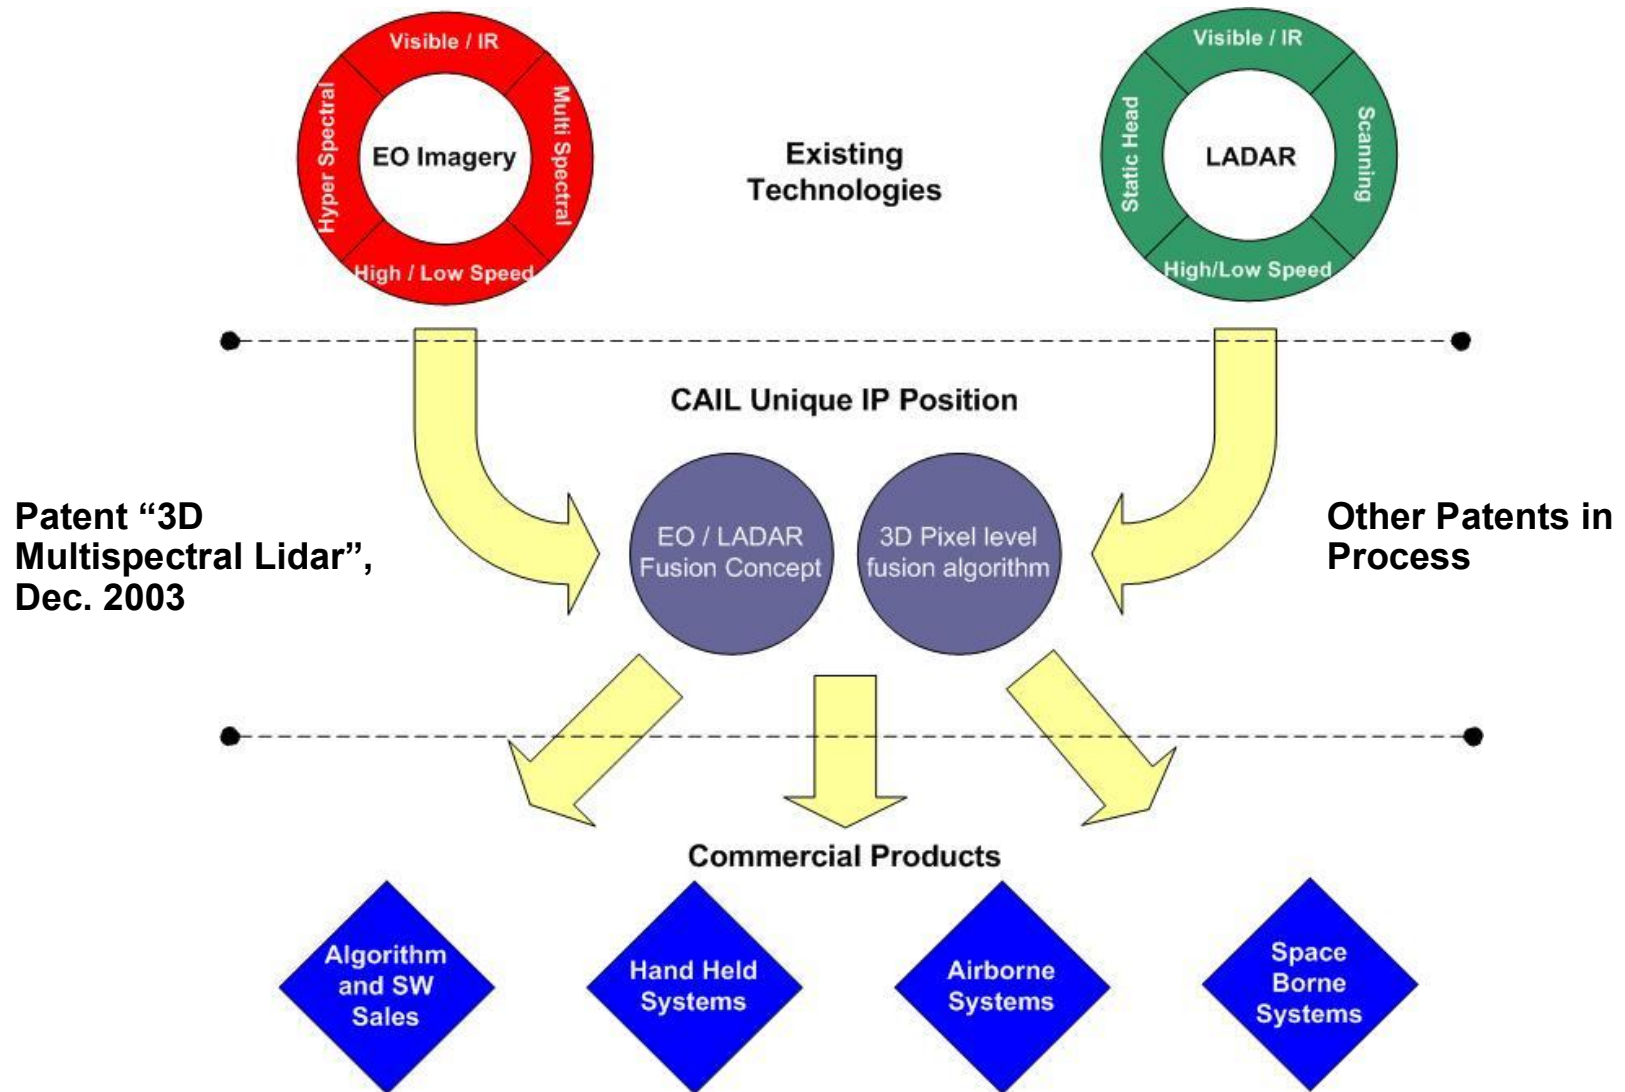 Visible / IR
Hyper Spectral
EO Imagery
Multi Spectral
High / Low Speed
Existing
Technologies
Visible / IR
Static Head
LADAR
Scanning
High/Low Speed
CAIL Unique IP Position
Patent “3D
Multispectral Lidar”,
Dec. 2003
EO / LADAR
Fusion Concept
3D Pixel level
fusion algorithm
Other Patents in
Process
Commercial Products
Algorithm
and SW
Sales
Hand Held
Systems
Airborne
Systems
Space
Borne
Systems